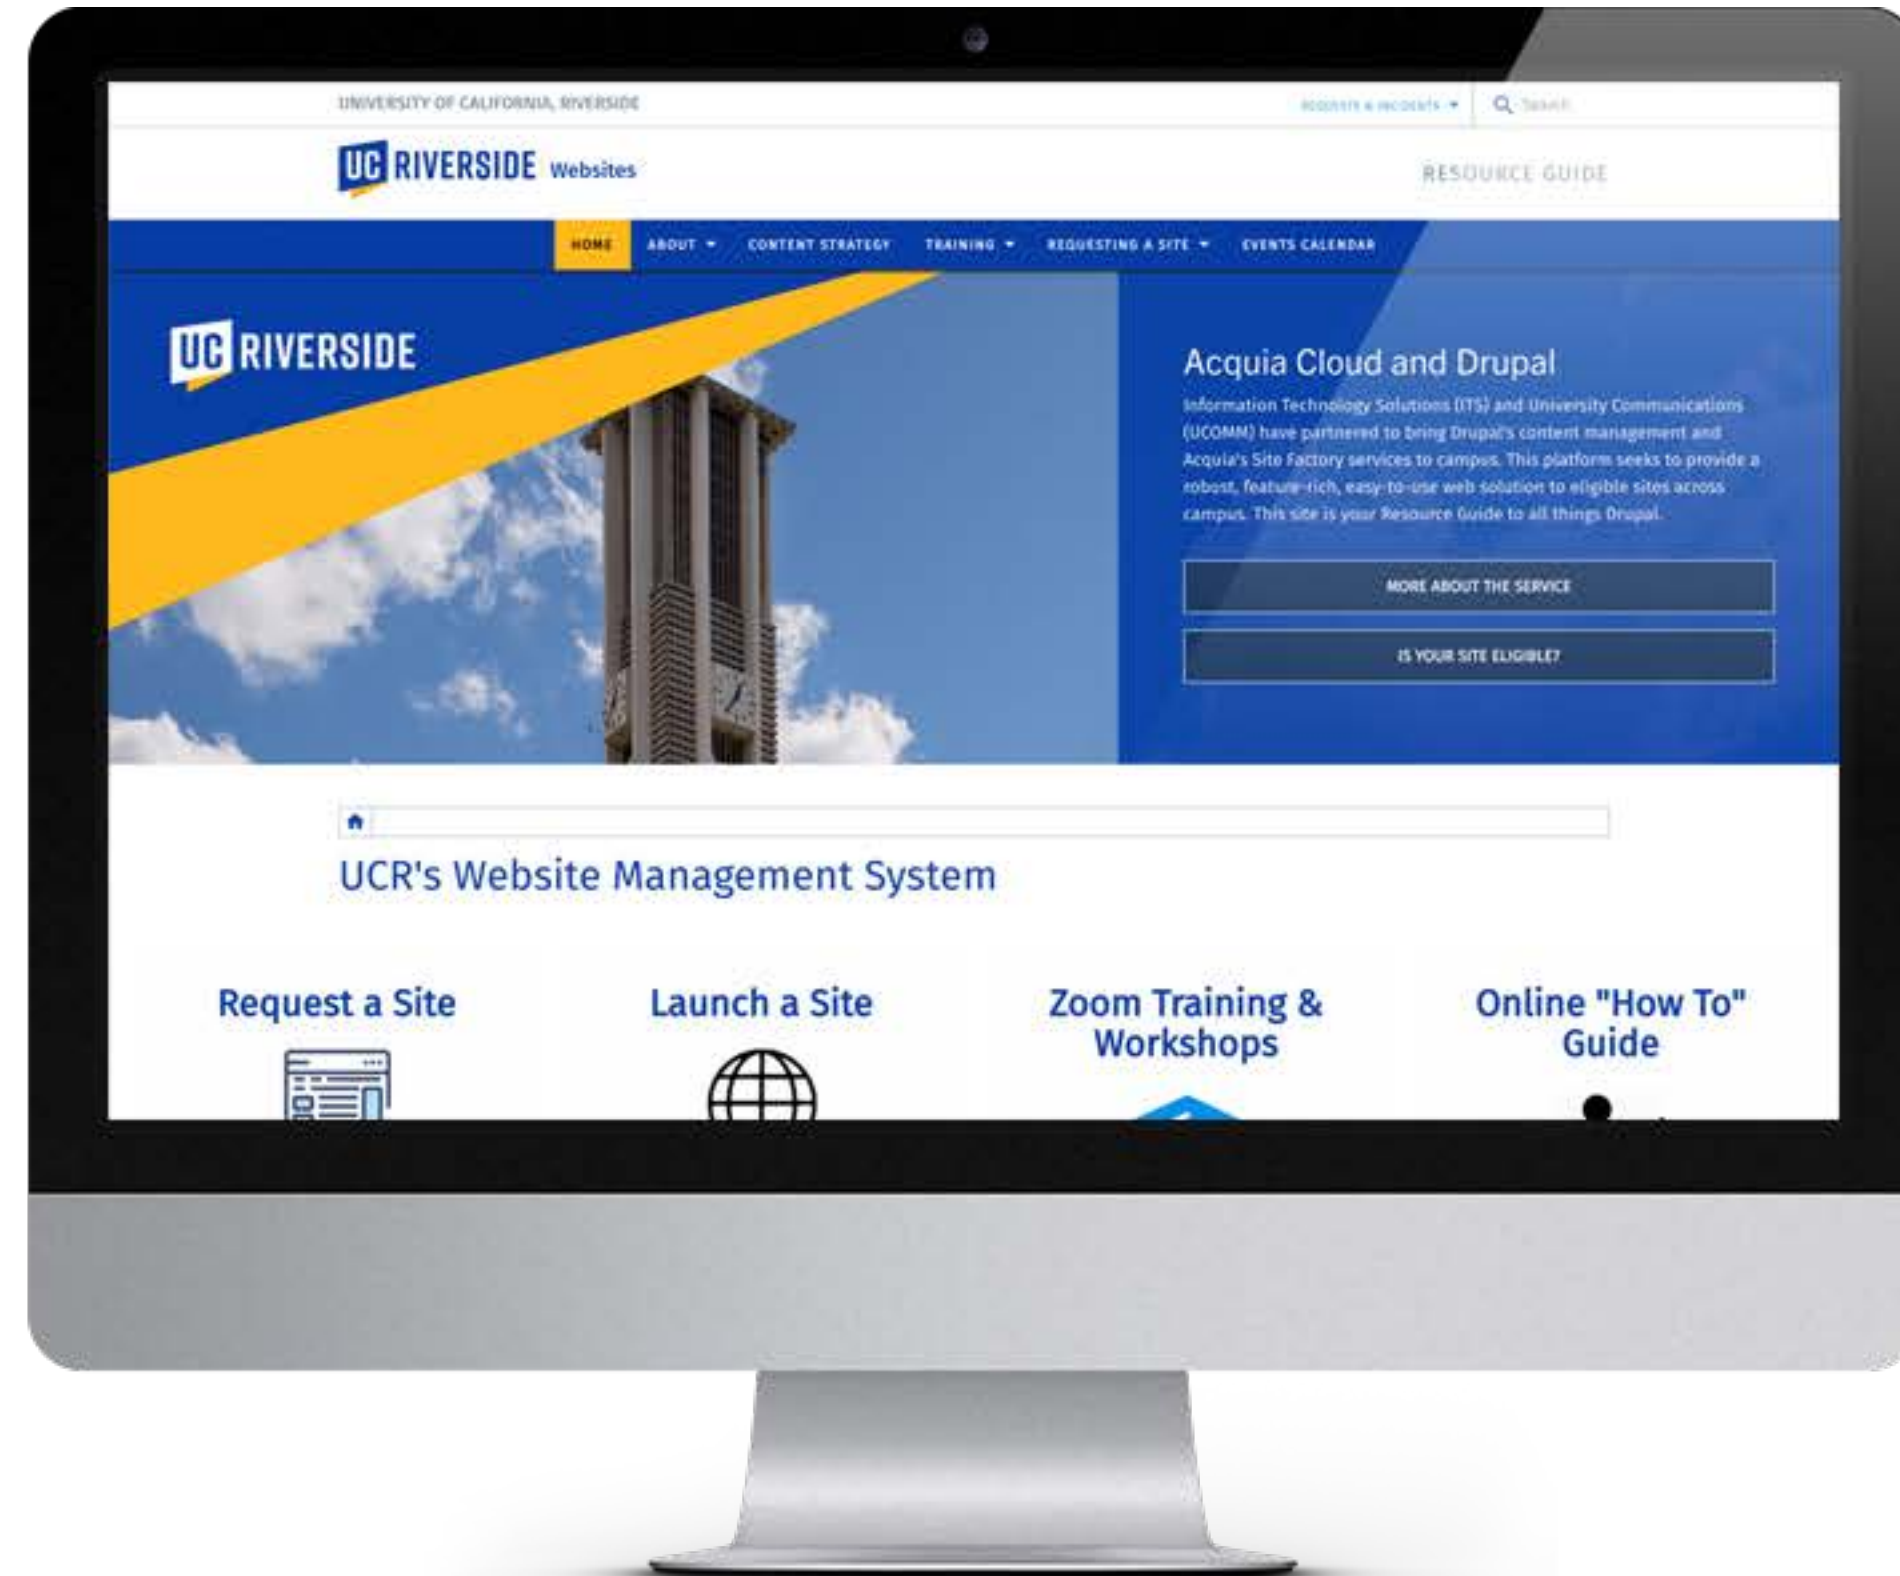 UNIVERSITY OF CALIFORNIA, RIVERSIDE
REQUESTS & INCIDENTS
Search
UC RIVERSIDE Websites
RESOURCE GUIDE
HOME ABOUT CONTENT STRATEGY TRAINING REQUESTING A SITE EVENTS CALENDAR
UC RIVERSIDE
Acquia Cloud and Drupal
Information Technology Solutions (ITS) and University Communications
(UCOMM) have partnered to bring Drupal's content management and
Acquia's Site Factory services to campus. This platform seeks to provide a
robust, feature-rich, easy-to-use web solution to eligible sites across
campus. This site is your Resource Guide to all things Drupal.
MORE ABOUT THE SERVICE
IS YOUR SITE ELIGIBLE?
UCR's Website Management System
Request a Site
Launch a Site
Zoom Training &
Workshops
Online "How To"
Guide